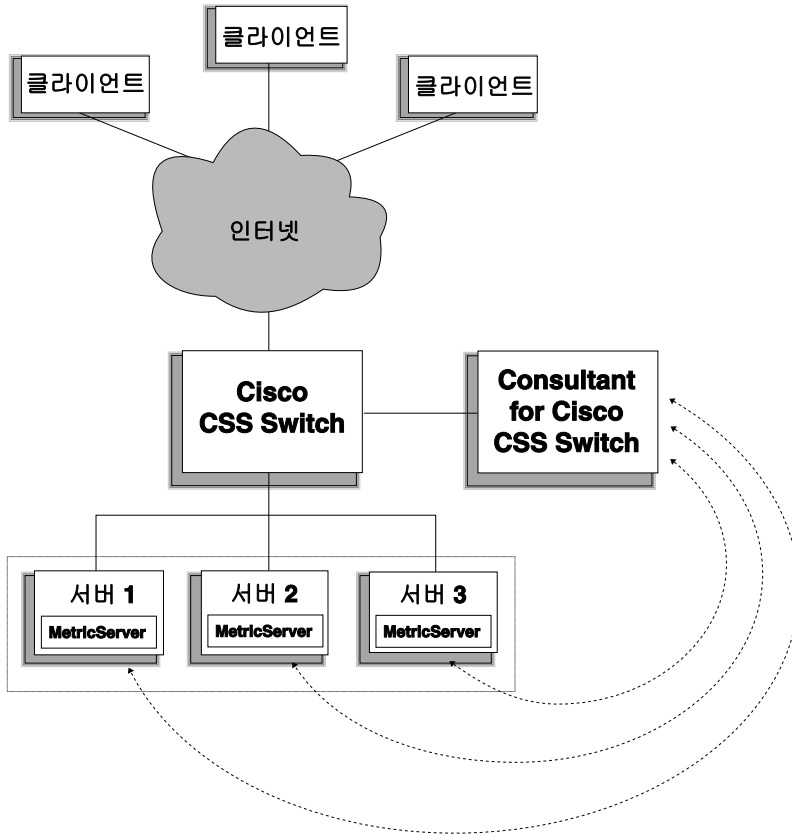 클라이언트
클라이언트
클라이언트
인터넷
Cisco
CSS Switch
Consultant
for Cisco
CSS Switch
서버 1
MetricServer
서버 2
MetricServer
서버 3
MetricServer